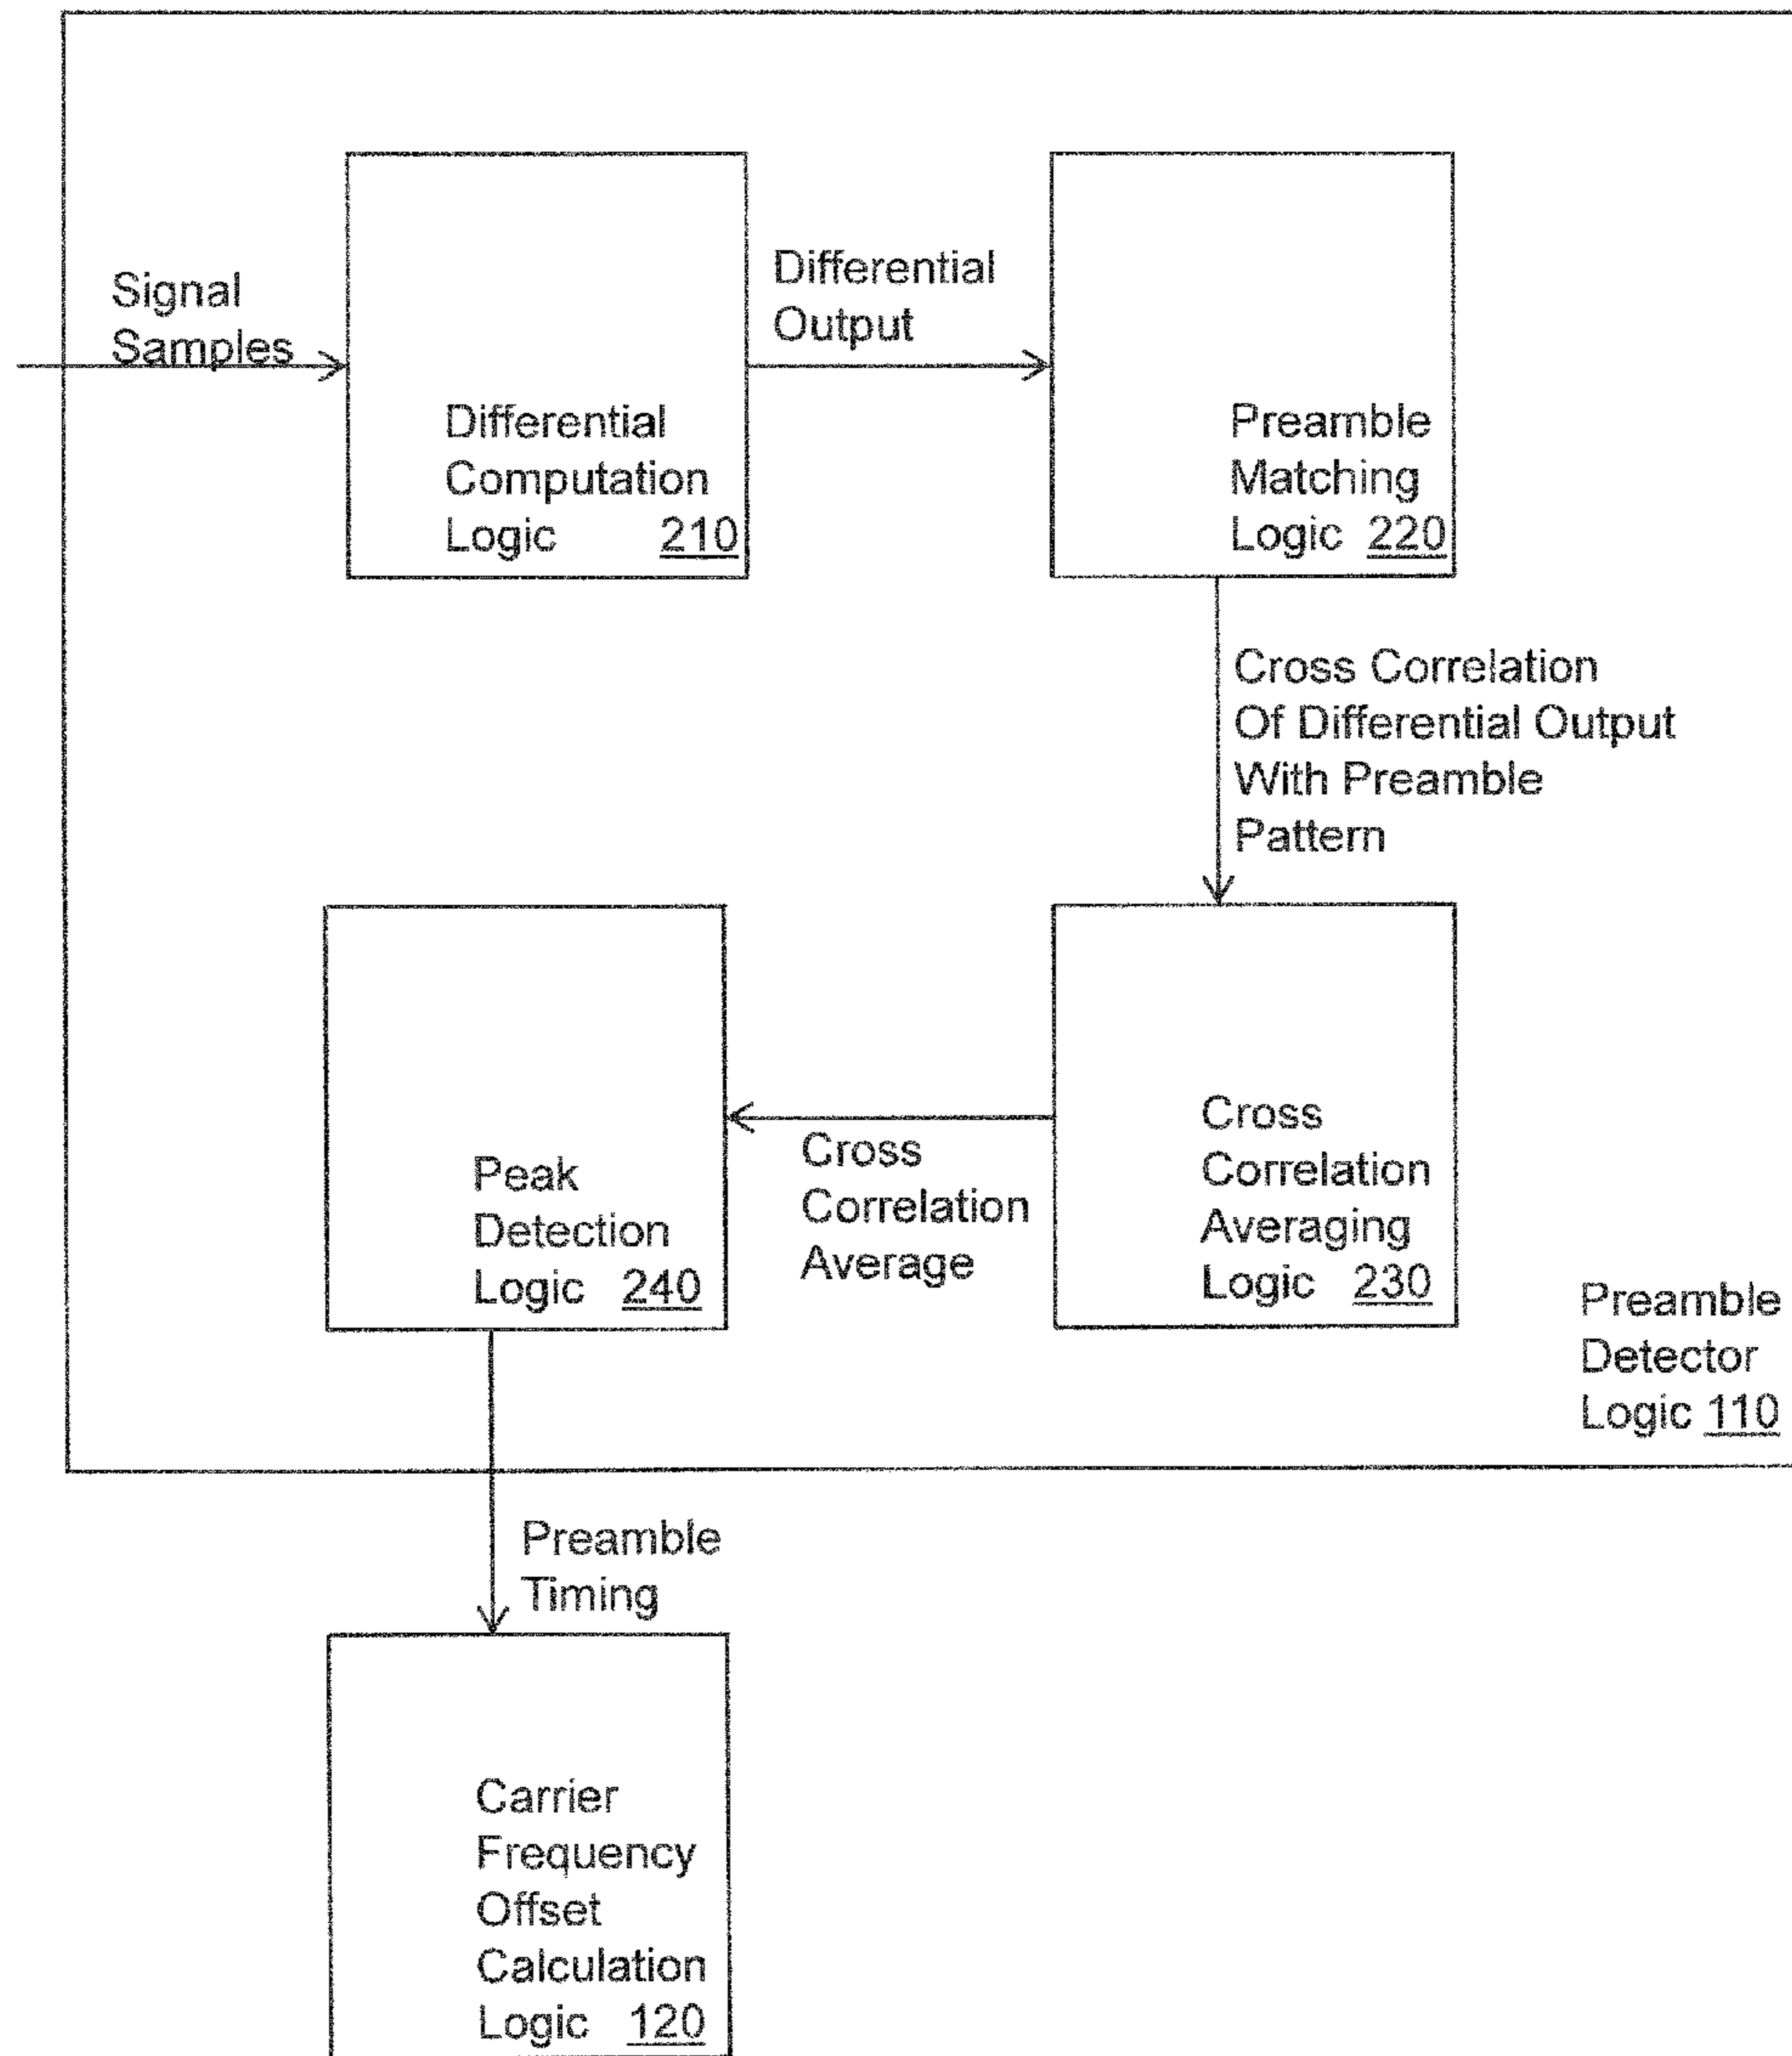 Signal
Samples
Differential
Computation
Logic 210
Differential
Output
Preamble
Matching
Logic 220
Cross Correlation
Of Differential Output
With Preamble
Pattern
Cross
Correlation
Averaging
Logic 230
Cross
Correlation
Average
Peak
Detection
Logic 240
Preamble
Detector
Logic 110
Preamble
Timing
Carrier
Frequency
Offset
Calculation
Logic 120